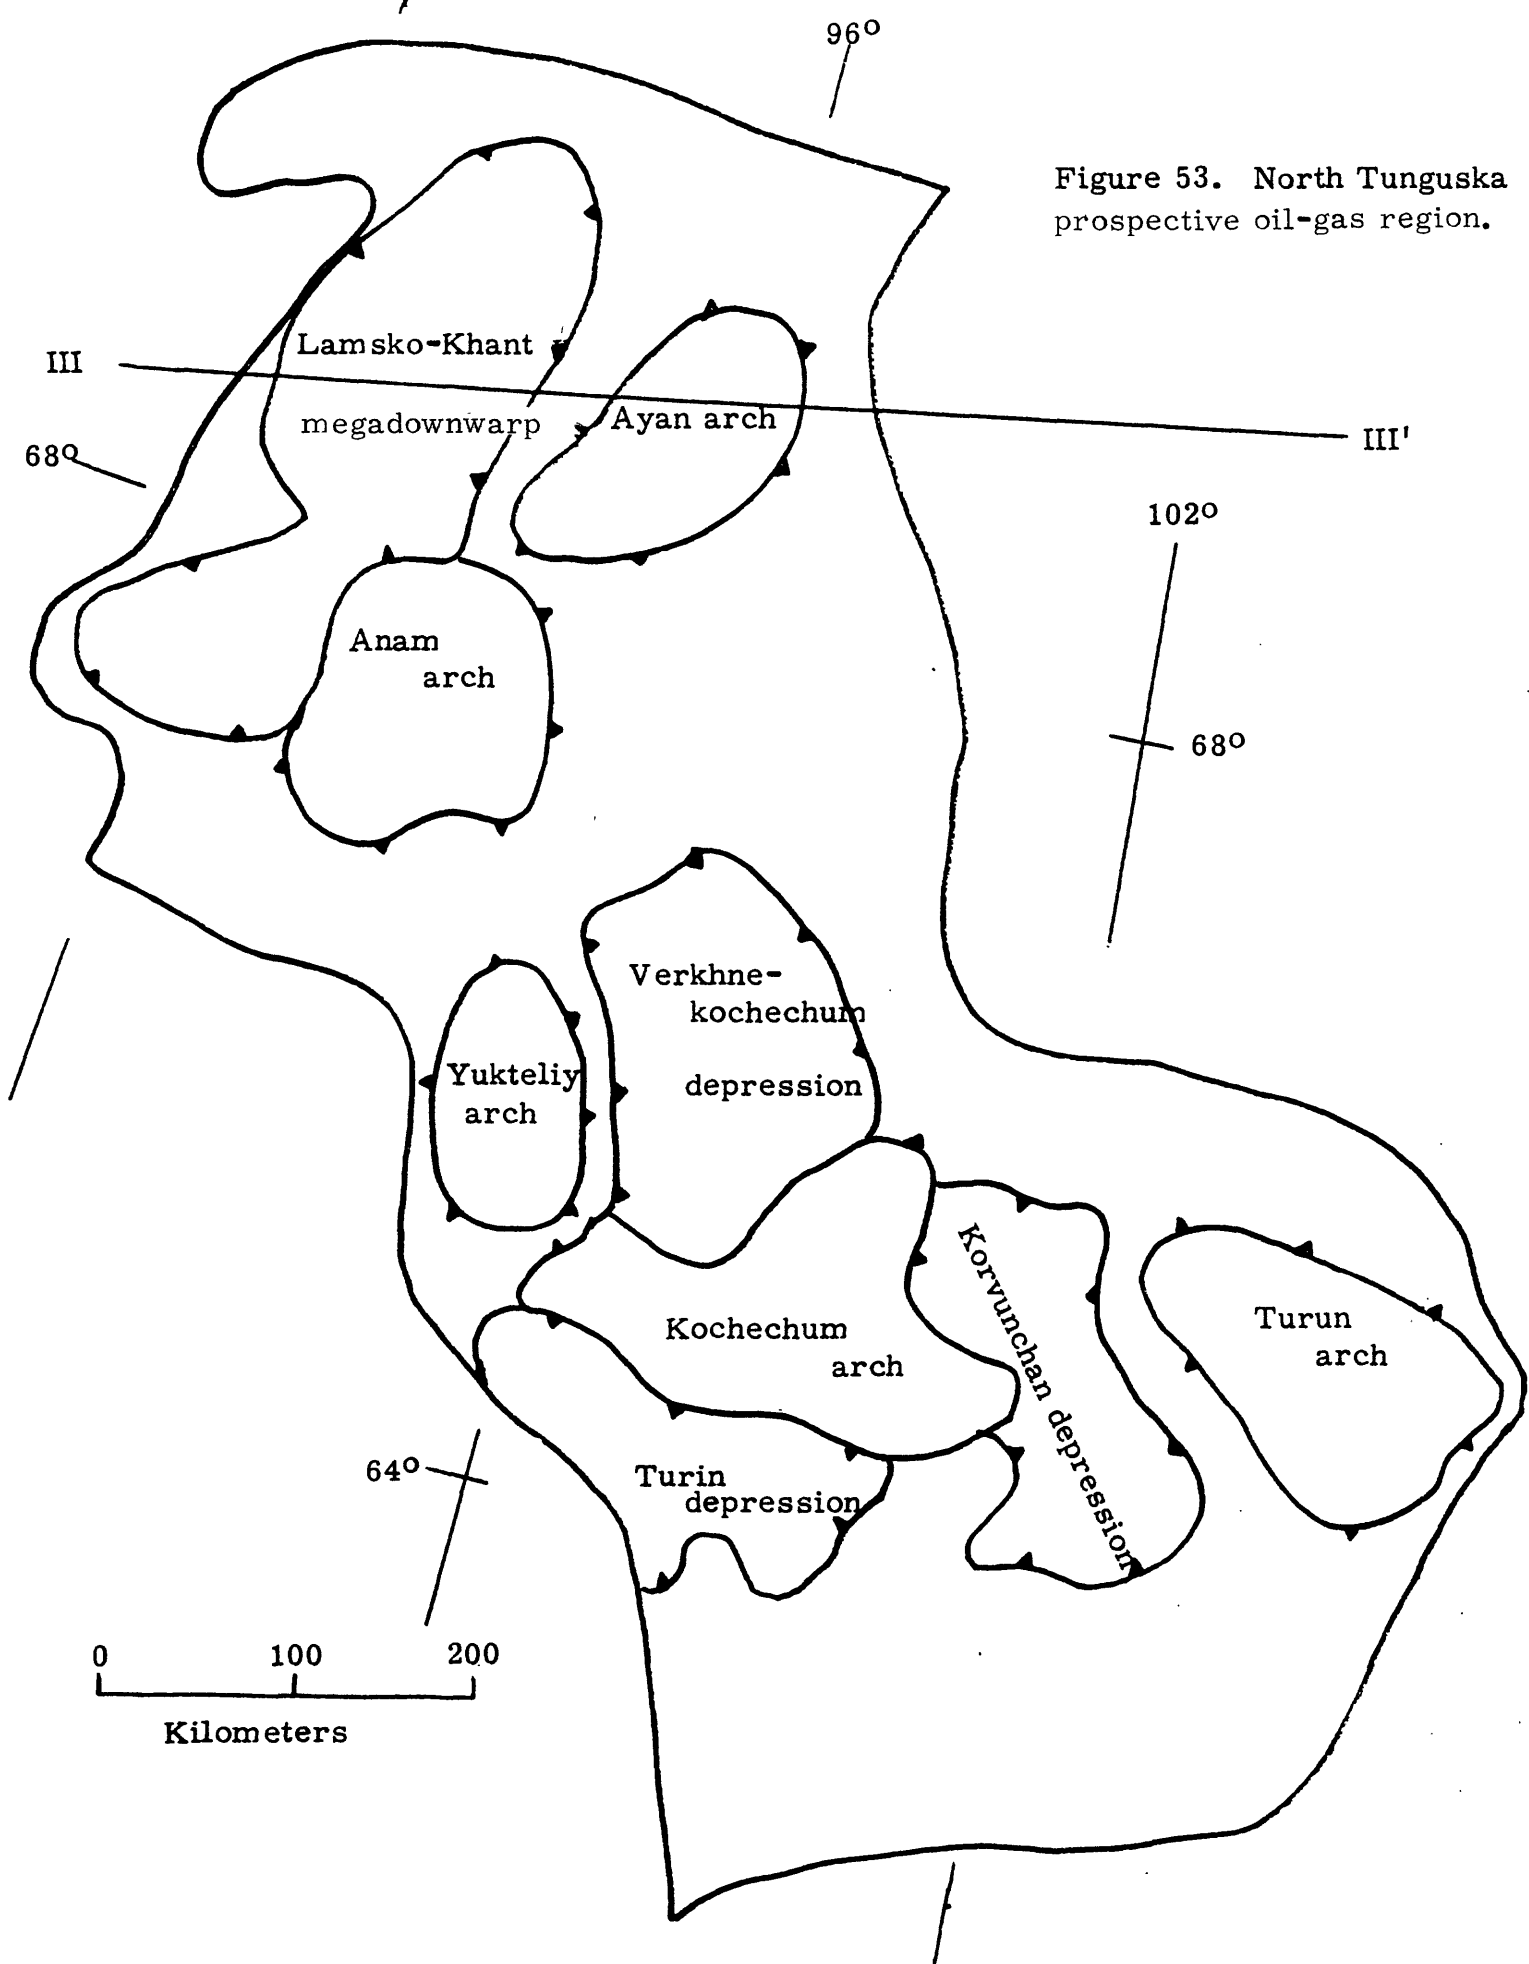 96°
Figure 53. North Tunguska
prospective oil-gas region.
Lamsko-Khant
megadownwarp
III
Ayan arch
III'
68°
102°
Anam
arch
68°
Verkhne-
kochechum
depression
Yukteliy
arch
Korvunchan depression
Turun
arch
Kochechum
arch
64°
Turin
depression
0 100 200
Kilometers